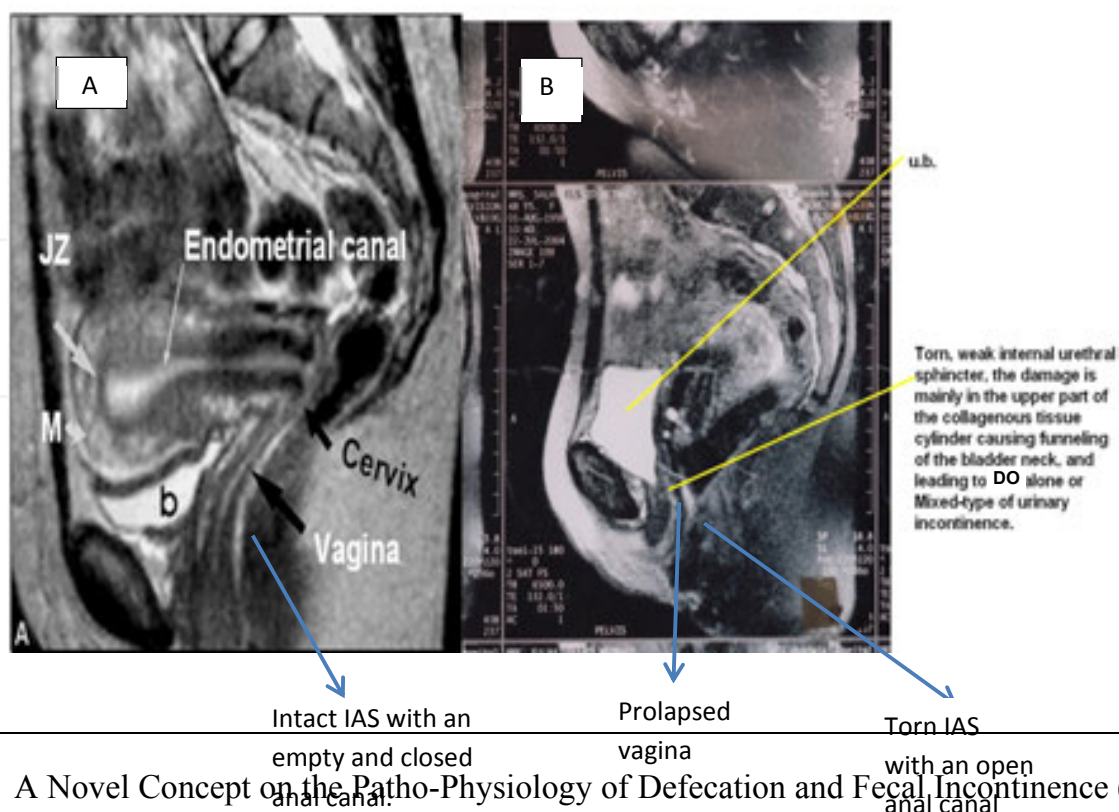 A
B
JZ
Endometrial canal
M
b
Cervix
Vagina
A
PELVIS
PELVIS
u.b.
Torn, weak internal urethral
sphincter, the damage is
mainly in the upper part of
the collagenous tissue
cylinder causing funneling
of the bladder neck, and
leading to DO alone or
Mixed-type of urinary
incontinence.
Intact IAS with an
empty and closed
anal canal.
Prolapsed
vagina
Torn IAS
with an open
anal canal
A Novel Concept on the Patho-Physiology of Defecation and Fecal Incontinence